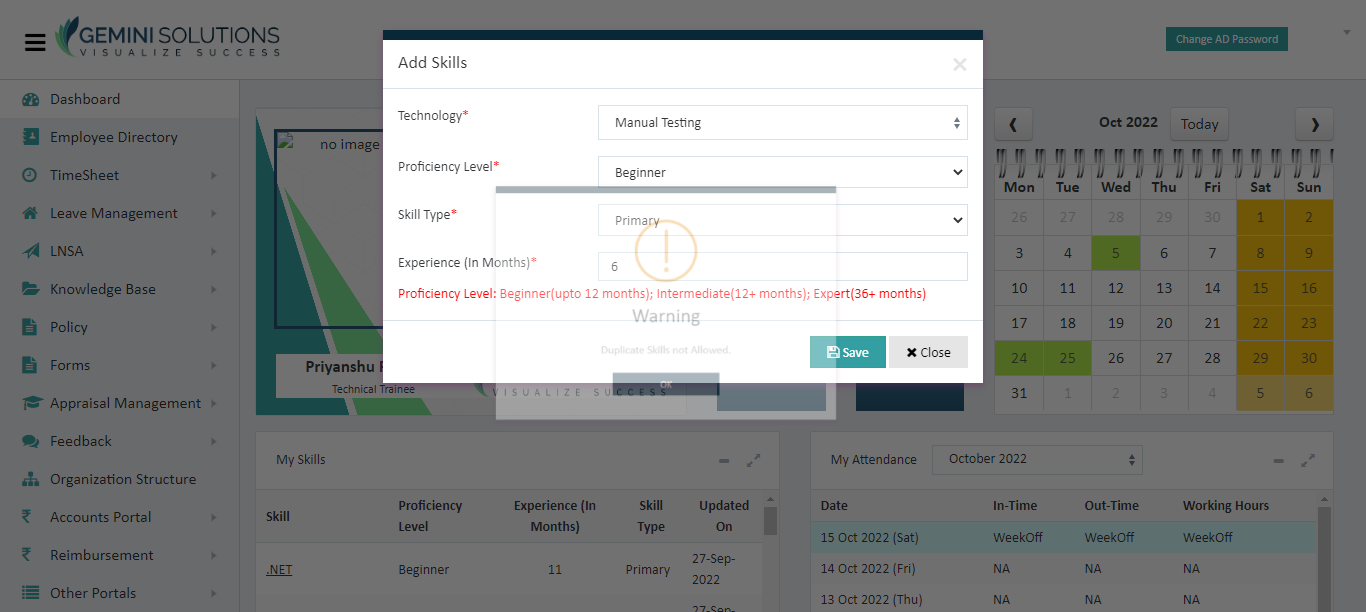 GEMINI SOLUTIONS
VISUALIZE SUCCESS
Change AD Password
Add Skills
×
Technology*
Manual Testing
Proficiency Level*
Beginner
Skill Type*
Primary
Experience (In Months)*
6
Proficiency Level: Beginner(upto 12 months); Intermediate(12+ months); Expert(36+ months)
Save
Close
Warning
Duplicate Skills not Allowed.
OK
Dashboard
Employee Directory
TimeSheet
Leave Management
LNSA
Knowledge Base
Policy
Forms
Appraisal Management
Feedback
Organization Structure
Accounts Portal
Reimbursement
Other Portals
no image
Priyanshu
Technical Trainee
VISUALIZE SUCCESS
Oct 2022
Today
Mon Tue Wed Thu Fri Sat Sun
26 27 28 29 30 1 2
3 4 5 6 7 8 9
10 11 12 13 14 15 16
17 18 19 20 21 22 23
24 25 26 27 28 29 30
31 1 2 3 4 5 6
My Skills
Skill Proficiency Level Experience (In Months) Skill Type Updated On
.NET Beginner 11 Primary 27-Sep-2022
27-Sep-
My Attendance
October 2022
Date In-Time Out-Time Working Hours
15 Oct 2022 (Sat) WeekOff WeekOff WeekOff
14 Oct 2022 (Fri) NA NA NA
13 Oct 2022 (Thu) NA NA NA